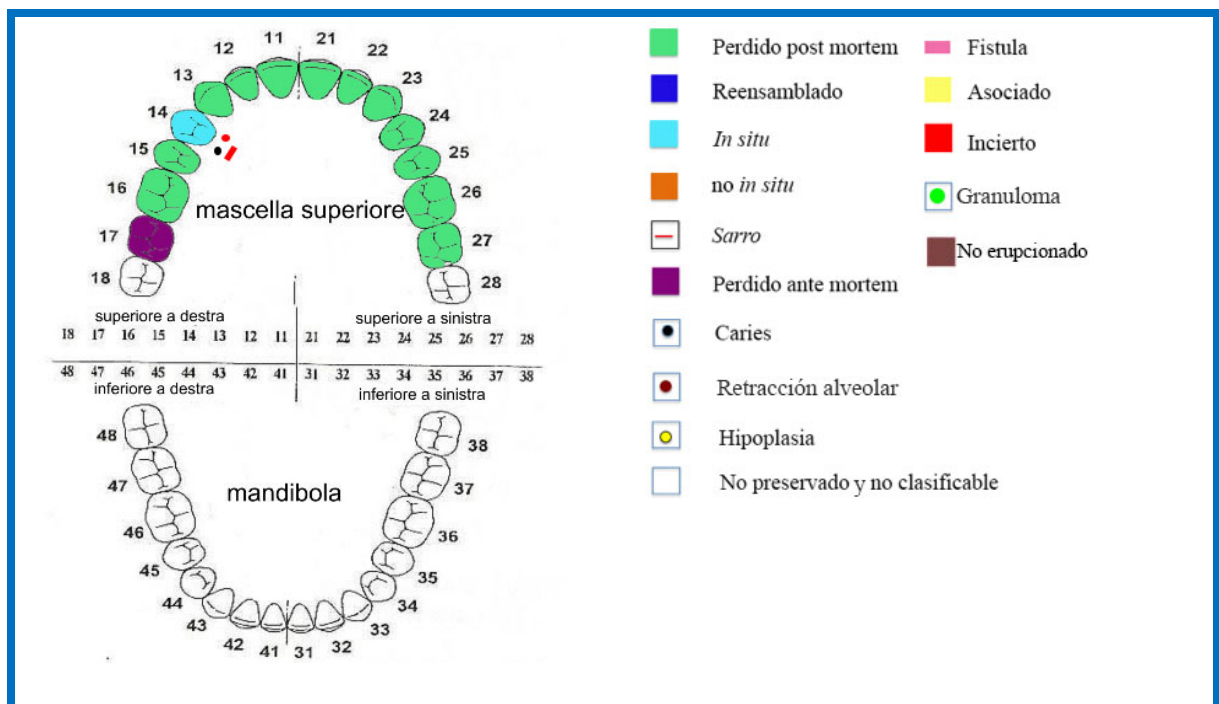 11 21
12 22
13 23
14 24
15 25
16 26
mascella superiore
17 27
18 28
superiore a destra superiore a sinistra
18 17 16 15 14 13 12 11 21 22 23 24 25 26 27 28
48 47 46 45 44 43 42 41 31 32 33 34 35 36 37 38
inferiore a destra inferiore a sinistra
48 38
47 37
mandibola
46 36
45 35
44 34
43 33
42 41 31 32
Perdido post mortem
Reensamblado
In situ
no in situ
Sarro
Perdido ante mortem
Caries
Retracción alveolar
Hipoplasia
No preservado y no clasificable
Fistula
Asociado
Incierto
Granuloma
No erupcionado